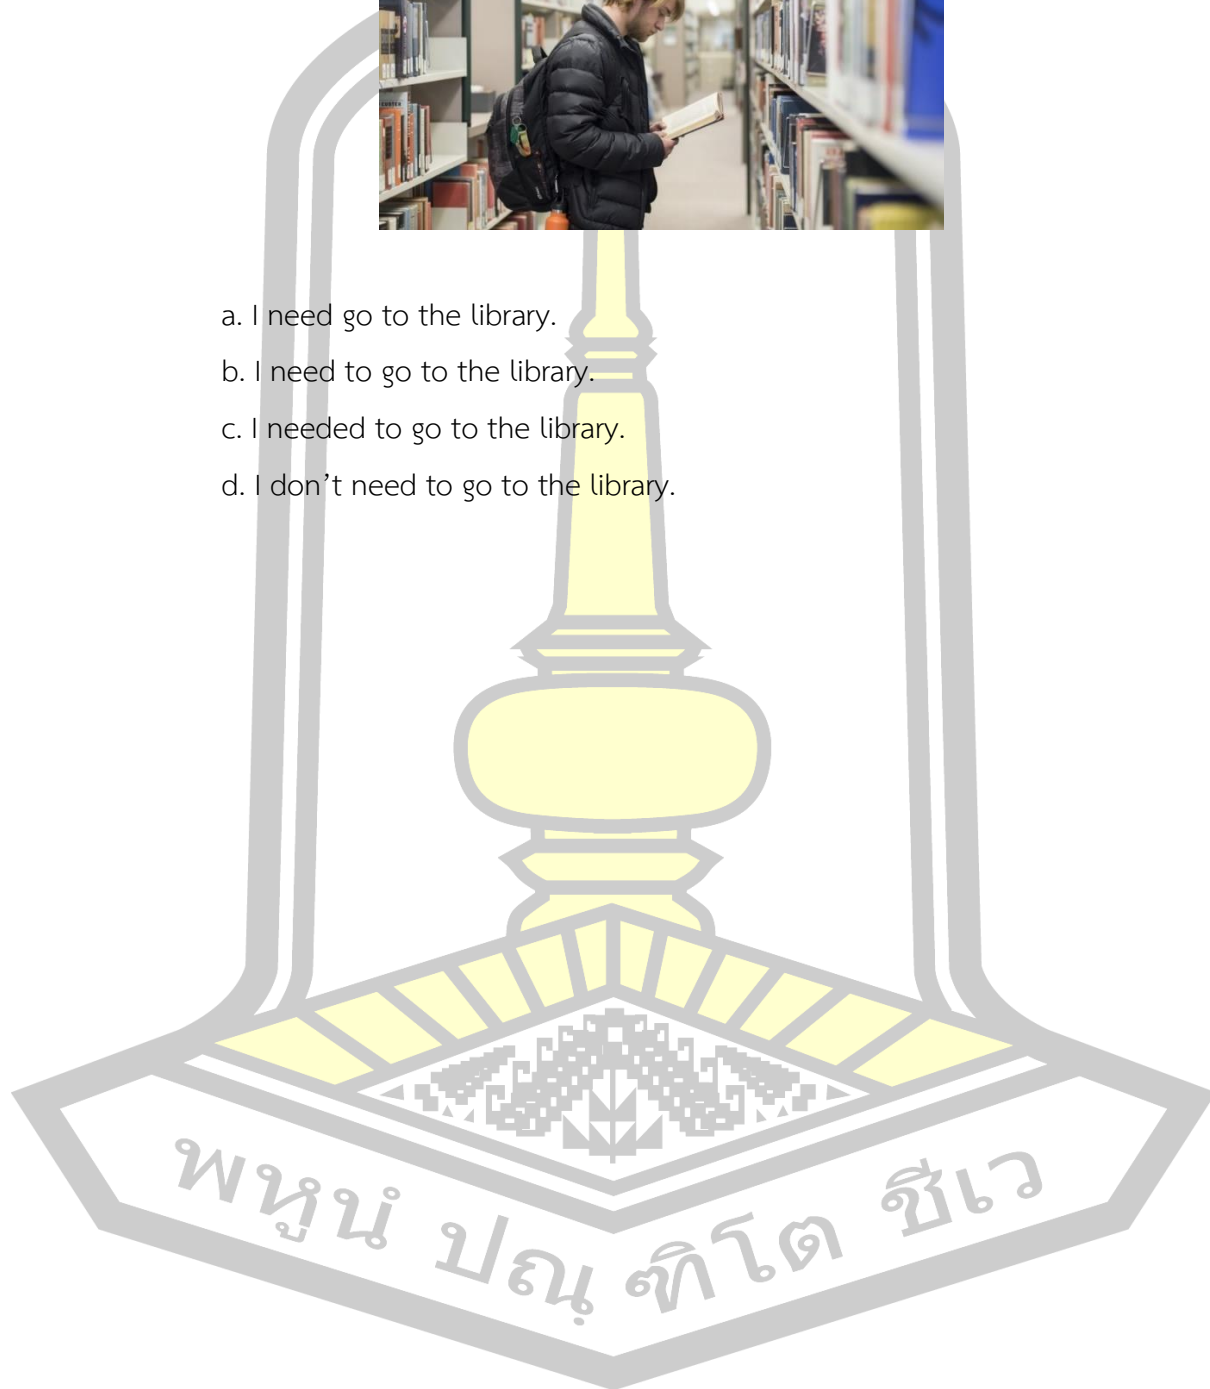 a. I need go to the library.
b. I need to go to the library.
c. I needed to go to the library.
d. I don’t need to go to the library.
พหูนํ ปณฺฑิโต ชีเว